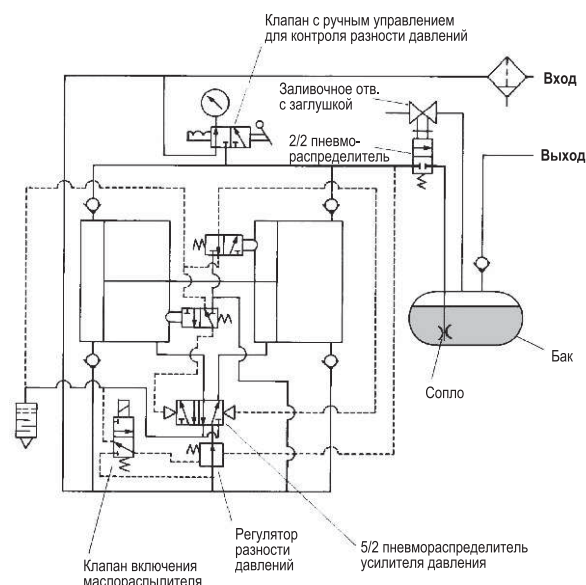 Клапан с ручным управлением
для контроля разности давлений
Вход
Заливочное отв.
с заглушкой
2/2 пневмо-
распределитель
Выход
Бак
Сопло
Регулятор
разности
давлений
5/2 пневмораспределитель
усилителя давления
Клапан включения
маслораспылителя